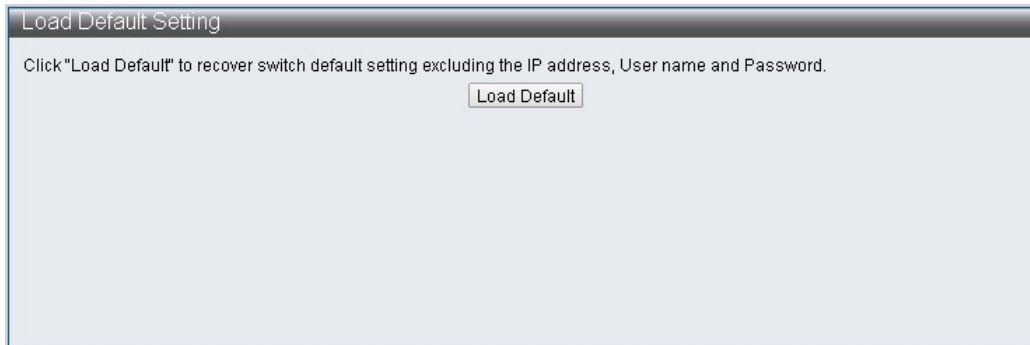 Load Default Setting
Click "Load Default" to recover switch default setting excluding the IP address, User name and Password.
Load Default